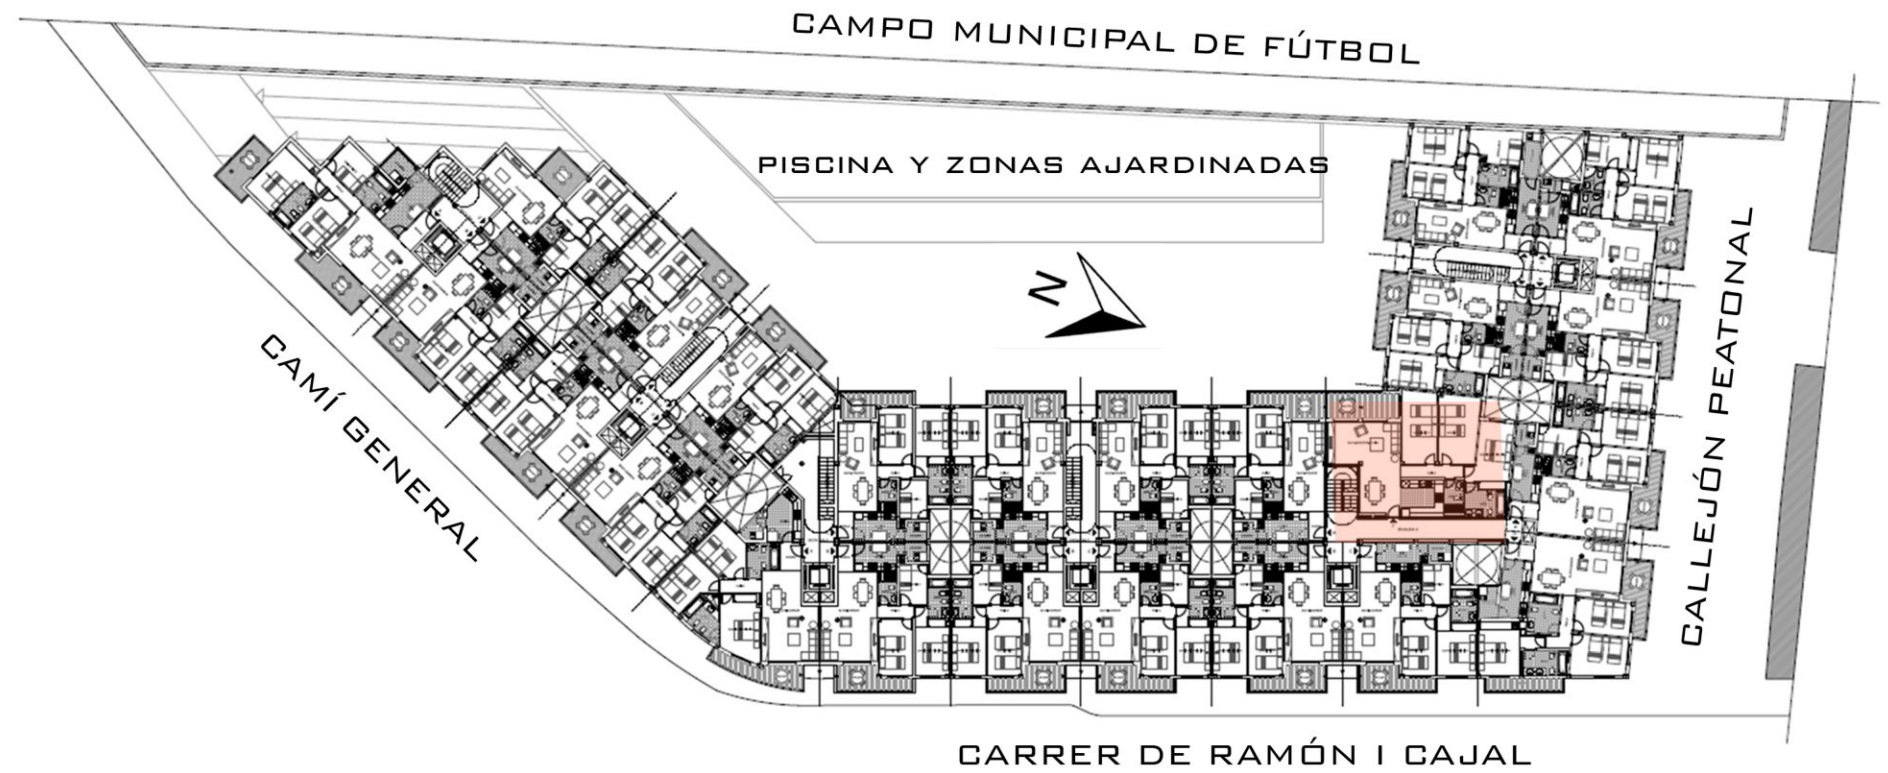 CAMPO MUNICIPAL DE FÚTBOL
PISCINA Y ZONAS AJARDINADAS
N
CAMÍ GENERAL
CALLEJÓN PEATONAL
CARRER DE RAMÓN I CAJAL